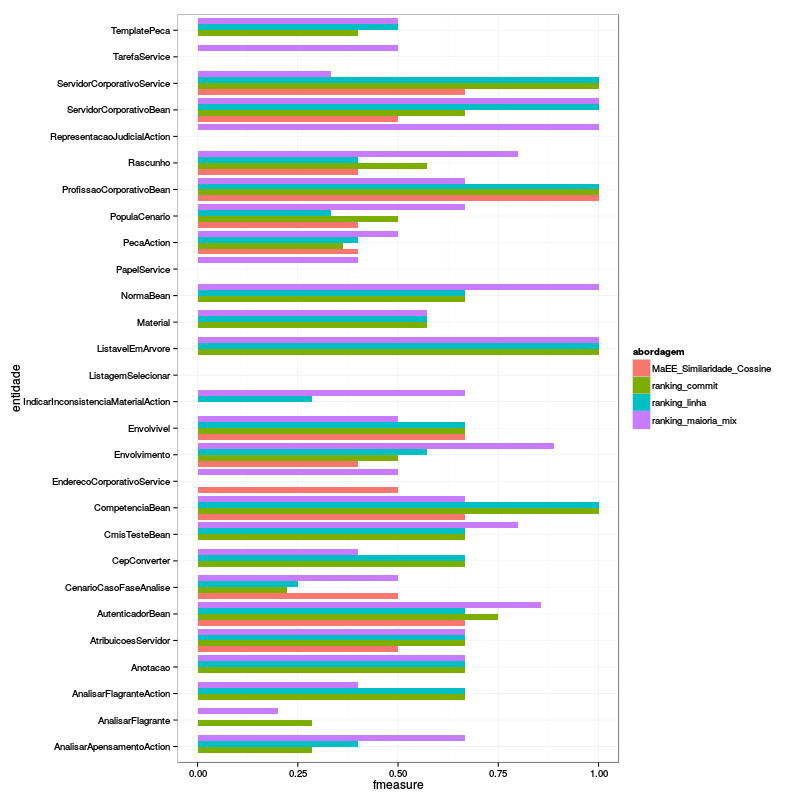 TemplatePeca
TarefaService
ServidorCorporativoService
ServidorCorporativoBean
RepresentacaoJudicialAction
Rascunho
ProfissaoCorporativoBean
PopulaCenario
PecaAction
PapelService
NormaBean
Material
ListavelEmArvore
ListagemSelecionar
IndicarInconsistenciaMaterialAction
Envolvivel
Envolvimento
EnderecoCorporativoService
CompetenciaBean
CmisTesteBean
CepConverter
CenarioCasoFaseAnalise
AutenticadorBean
AtribuicoesServidor
Anotacao
AnalisarFlagranteAction
AnalisarFlagrante
AnalisarApensamentoAction
entidade
0.00 0.25 0.50 0.75 1.00
fmeasure
abordagem
MaEE_Similaridade_Cossine
ranking_commit
ranking_linha
ranking_maioria_mix